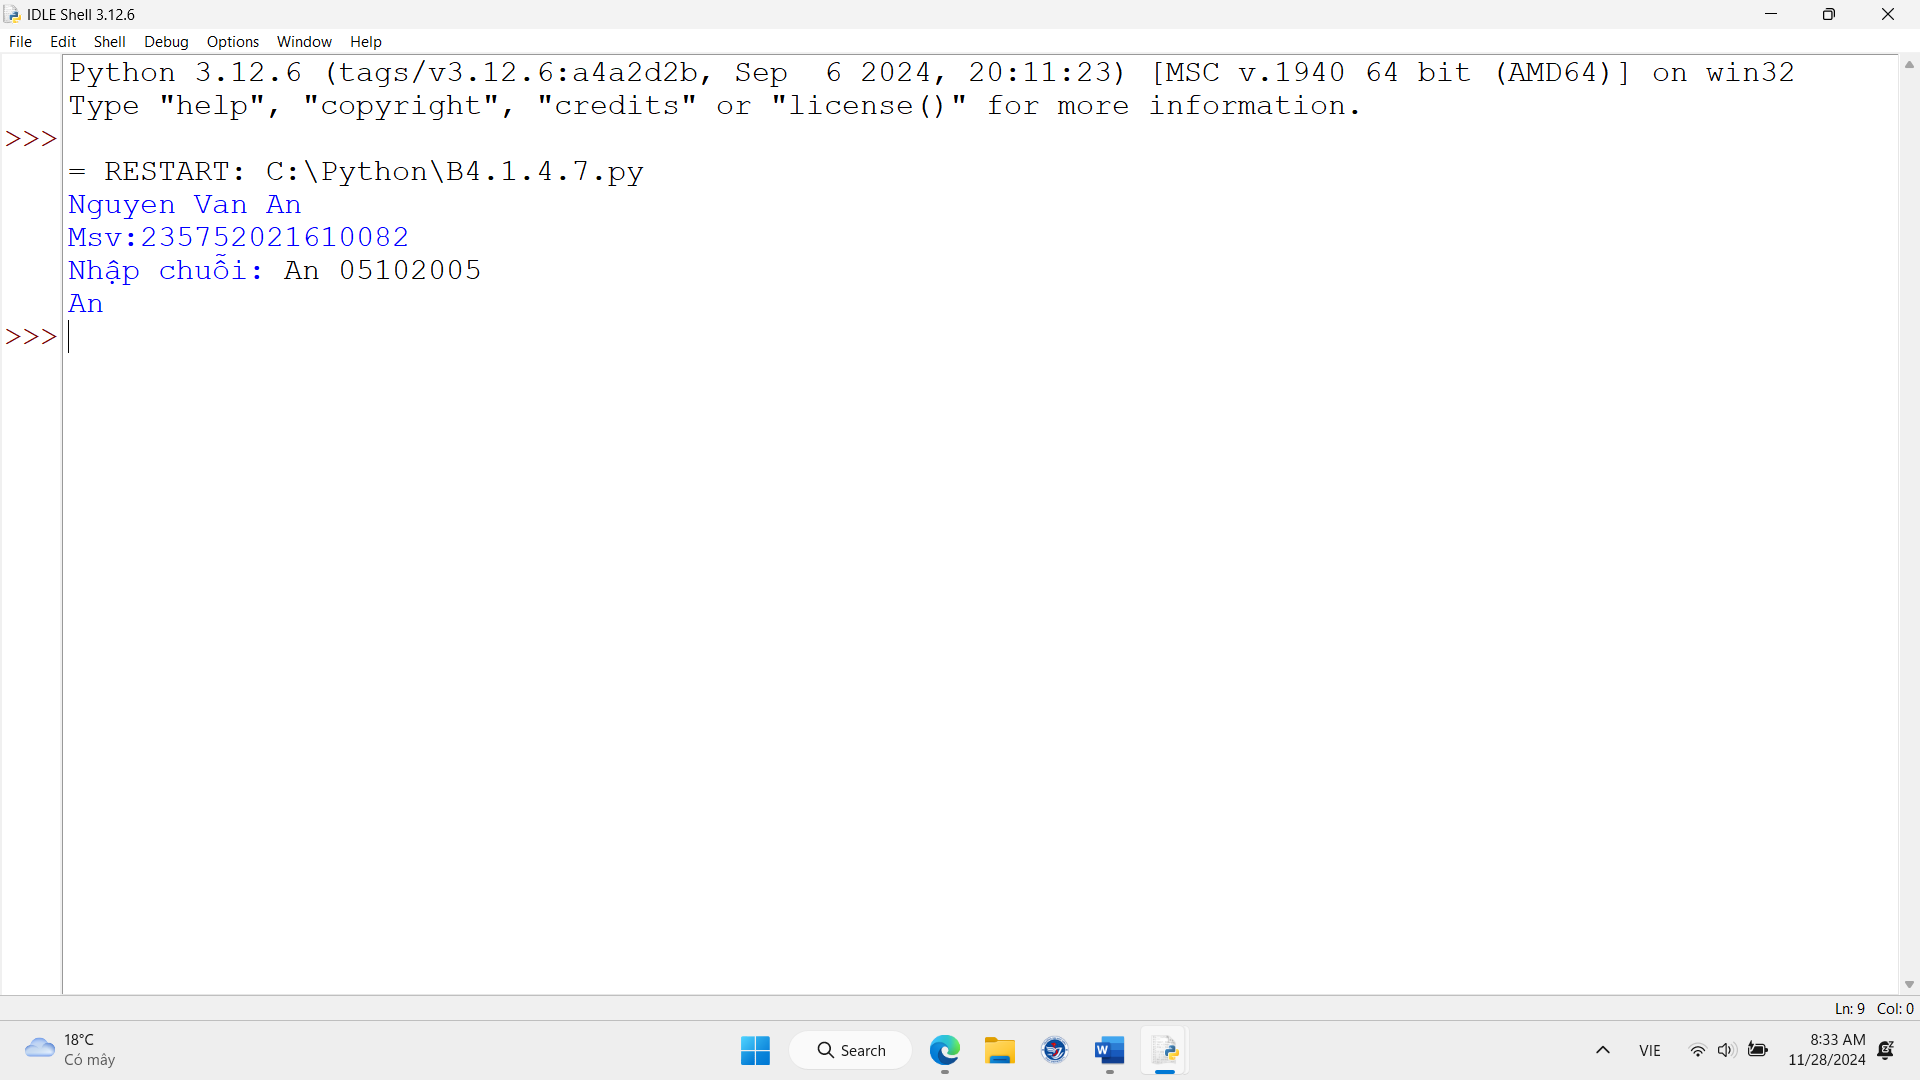 IDLE Shell 3.12.6
File Edit Shell Debug Options Window Help
Python 3.12.6 (tags/v3.12.6:a4a2d2b, Sep  6 2024, 20:11:23) [MSC v.1940 64 bit (AMD64)] on win32
Type "help", "copyright", "credits" or "license()" for more information.
>>>
= RESTART: C:\Python\B4.1.4.7.py
Nguyen Van An
Msv:235752021610082
Nhập chuỗi: An 05102005
An
>>>
Ln: 9 Col: 0
18°C
Có mây
Search
VIE
8:33 AM
11/28/2024